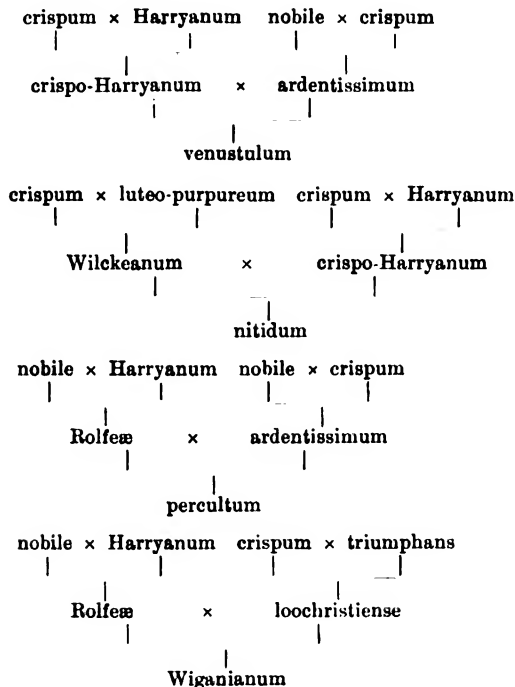 crispum × Harryanum nobile × crispum
crispo-Harryanum × ardentissimum
venustulum
crispum × luteo-purpureum crispum × Harryanum
Wilckeanum × crispo-Harryanum
nitidum
nobile × Harryanum nobile × crispum
Rolfeæ × ardentissimum
percultum
nobile × Harryanum crispum × triumphans
Rolfeæ × loochristiense
Wiganianum